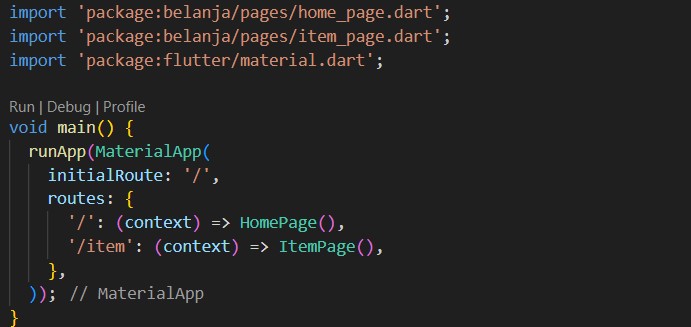 import 'package:belanja/pages/home_page.dart';
import 'package:belanja/pages/item_page.dart';
import 'package:flutter/material.dart';
Run | Debug | Profile
void main() {
  runApp(MaterialApp(
    initialRoute: '/',
    routes: {
      '/': (context) => HomePage(),
      '/item': (context) => ItemPage(),
    },
  )); // MaterialApp
}